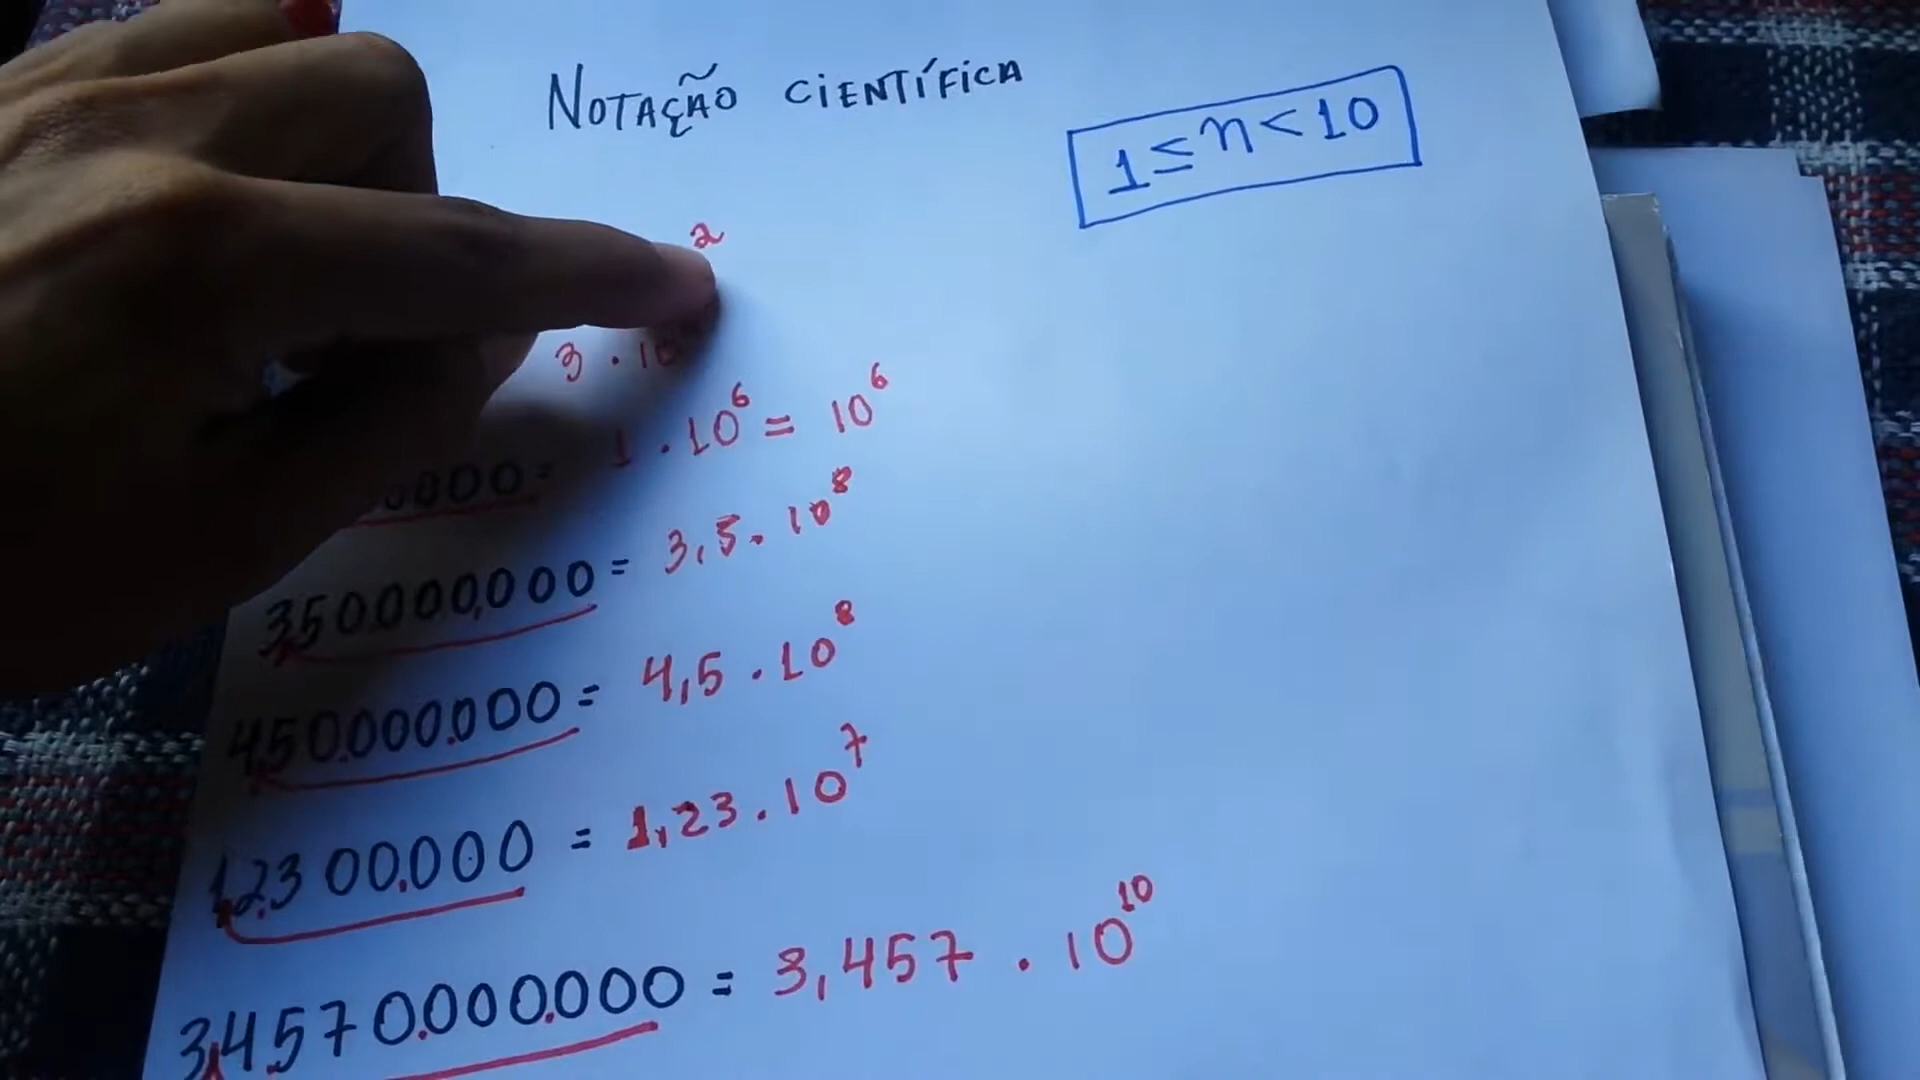 NOTAÇÃO CIENTÍFICA
1 ≤ n < 10
2
3 . 10
0000 = 1 . 10⁶ = 10⁶
350.000.000 = 3,5 . 10⁸
450.000.000 = 4,5 . 10⁸
12.300.000 = 1,23 . 10⁷
34.570.000.000 = 3,457 . 10¹⁰